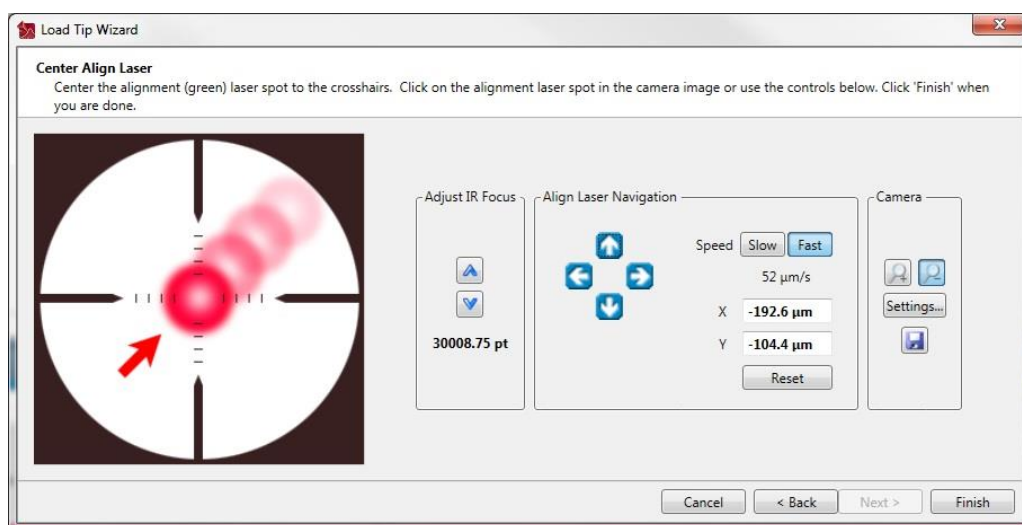 Load Tip Wizard
Center Align Laser
Center the alignment (green) laser spot to the crosshairs. Click on the alignment laser spot in the camera image or use the controls below. Click 'Finish' when
you are done.
Adjust IR Focus
30008.75 pt
Align Laser Navigation
Speed Slow Fast
52 µm/s
X -192.6 µm
Y -104.4 µm
Reset
Camera
Settings...
Cancel < Back Next > Finish